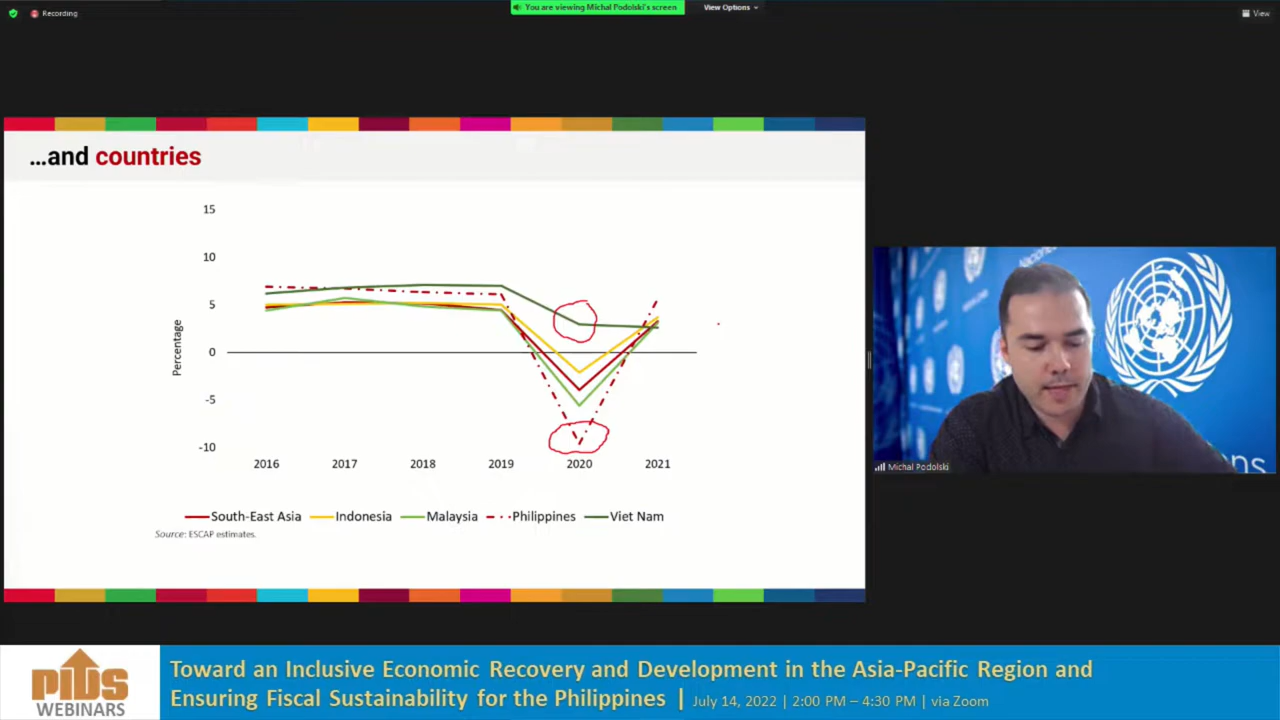 Recording
You are viewing Michal Podolski's screen
View Options
View
...and countries
15
10
5
0
-5
-10
Percentage
2016 2017 2018 2019 2020 2021
South-East Asia Indonesia Malaysia Philippines Viet Nam
Source: ESCAP estimates.
Michal Podolski
PIDS
WEBINARS
Toward an Inclusive Economic Recovery and Development in the Asia-Pacific Region and
Ensuring Fiscal Sustainability for the Philippines | July 14, 2022 | 2:00 PM – 4:30 PM | via Zoom